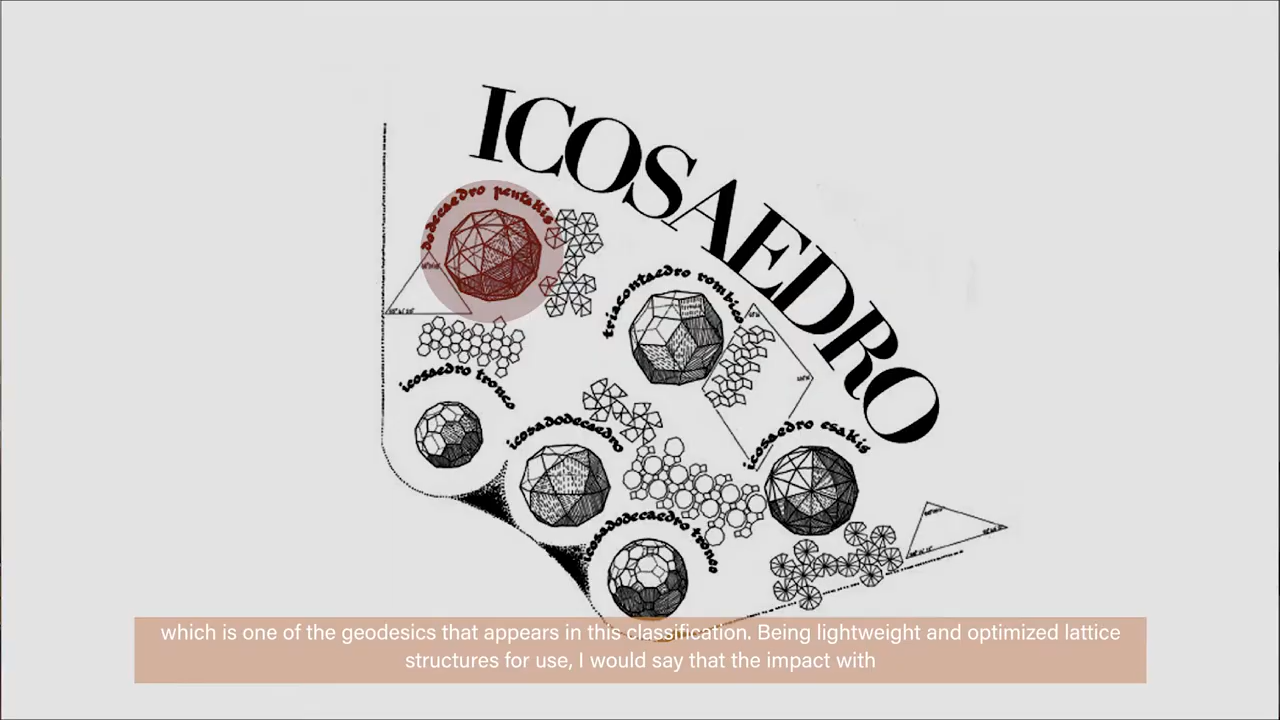 ICOSAEDRO
dodecaedro pentakis
triacontaedro rombico
icosaedro tronco
icosadodecaedro
icosaedro esakis
icosadodecaedro tronco
which is one of the geodesics that appears in this classification. Being lightweight and optimized lattice
structures for use, I would say that the impact with